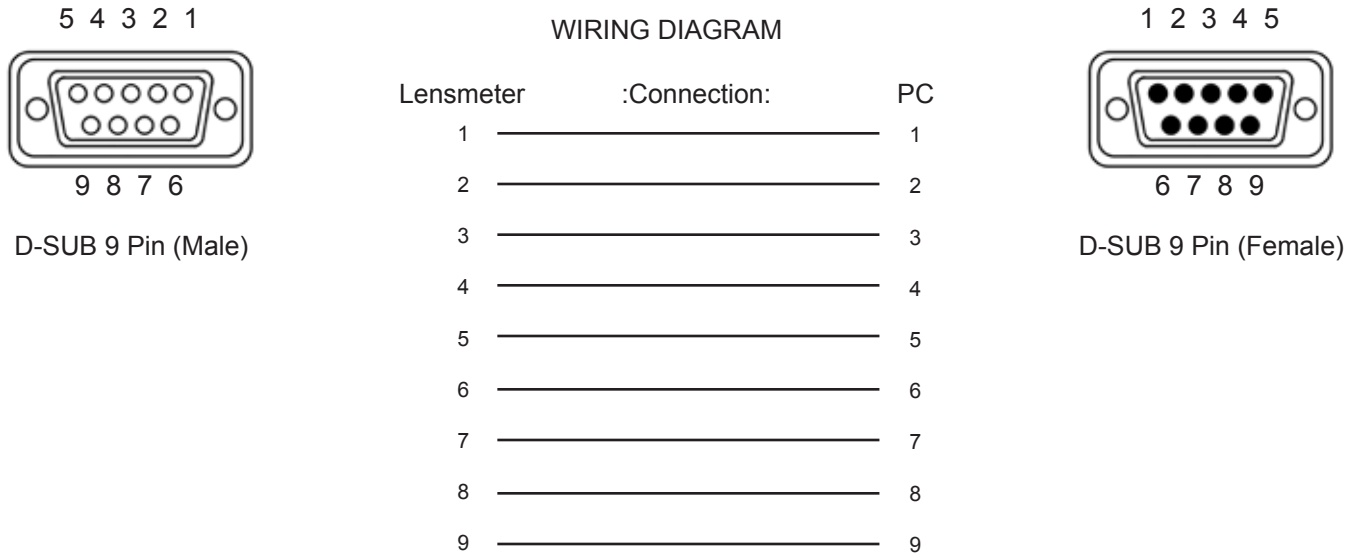 5 4 3 2 1
9 8 7 6
D-SUB 9 Pin (Male)
WIRING DIAGRAM
Lensmeter :Connection: PC
1 1
2 2
3 3
4 4
5 5
6 6
7 7
8 8
9 9
1 2 3 4 5
6 7 8 9
D-SUB 9 Pin (Female)